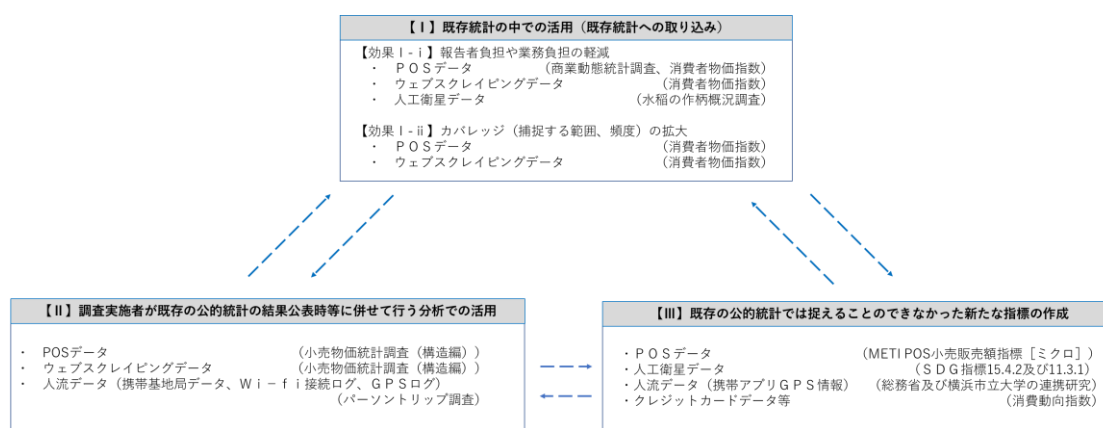 【Ⅰ】既存統計の中での活用（既存統計への取り込み）
【効果Ⅰ-ⅰ】報告者負担や業務負担の軽減
・ ＰＯＳデータ （商業動態統計調査、消費者物価指数）
・ ウェブスクレイピングデータ （消費者物価指数）
・ 人工衛星データ （水稲の作柄概況調査）
【効果Ⅰ-ⅱ】カバレッジ（捕捉する範囲、頻度）の拡大
・ ＰＯＳデータ （消費者物価指数）
・ ウェブスクレイピングデータ （消費者物価指数）
【Ⅱ】調査実施者が既存の公的統計の結果公表時等に併せて行う分析での活用
・ POSデータ （小売物価統計調査（構造編））
・ ウェブスクレイピングデータ （小売物価統計調査（構造編））
・ 人流データ（携帯基地局データ、Ｗｉ－ｆｉ接続ログ、ＧＰＳログ）
（パーソントリップ調査）
【Ⅲ】既存の公的統計では捉えることのできなかった新たな指標の作成
・ＰＯＳデータ （METI POS小売販売額指標［ミクロ］）
・人工衛星データ （ＳＤＧ指標15.4.2及び11.3.1）
・人流データ（携帯アプリＧＰＳ情報） （総務省及び横浜市立大学の連携研究）
・クレジットカードデータ等 （消費動向指数）